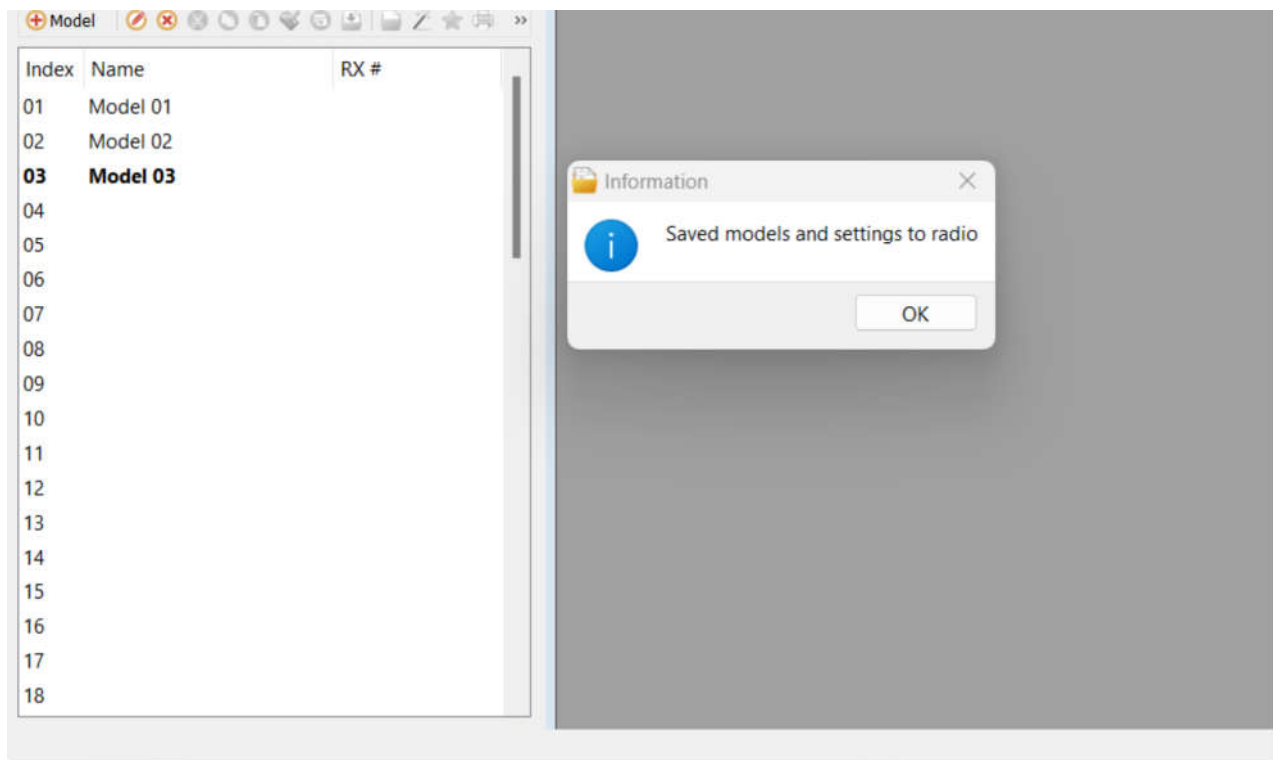 Model »
Index Name RX #
01 Model 01
02 Model 02
03 Model 03
04
05
06
07
08
09
10
11
12
13
14
15
16
17
18
Information
Saved models and settings to radio
OK